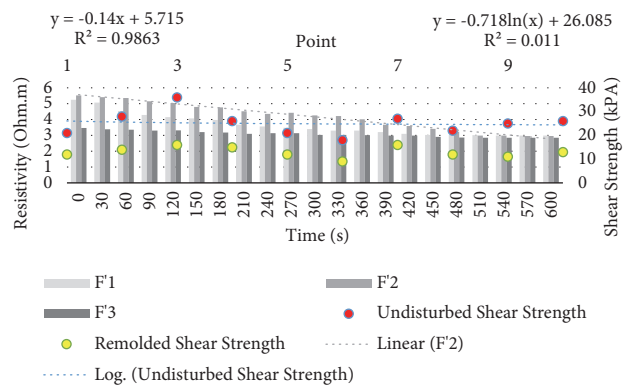 y = -0.14x + 5.715
R² = 0.9863
y = -0.718ln(x) + 26.085
R² = 0.011
Point
1 3 5 7 9
Resistivity (Ohm.m)
6
5
4
3
2
1
0
40
30
20
10
0
Shear Strength (kPA)
0 30 60 90 120 150 180 210 240 270 300 330 360 390 420 450 480 510 540 570 600
Time (s)
F'1
F'2
F'3
Undisturbed Shear Strength
Remolded Shear Strength
Linear (F'2)
Log. (Undisturbed Shear Strength)